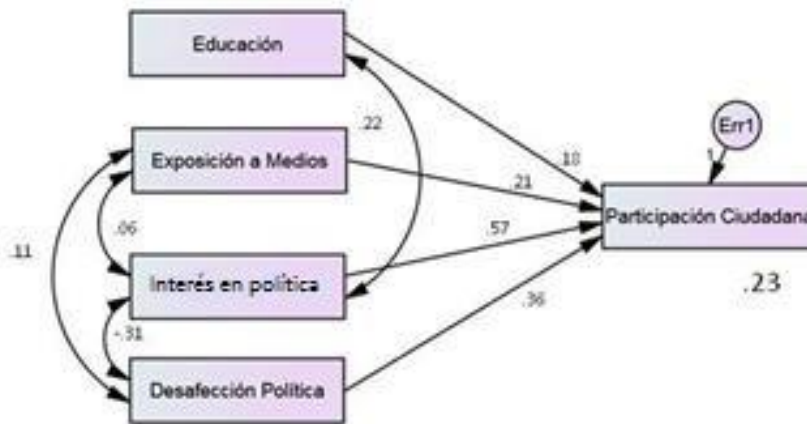 Educación
.22
Err1
Exposición a Medios
.18
1
.21
Participación Ciudadana
.06
.57
.11
Interés en política
.23
.36
-.31
Desafección Política